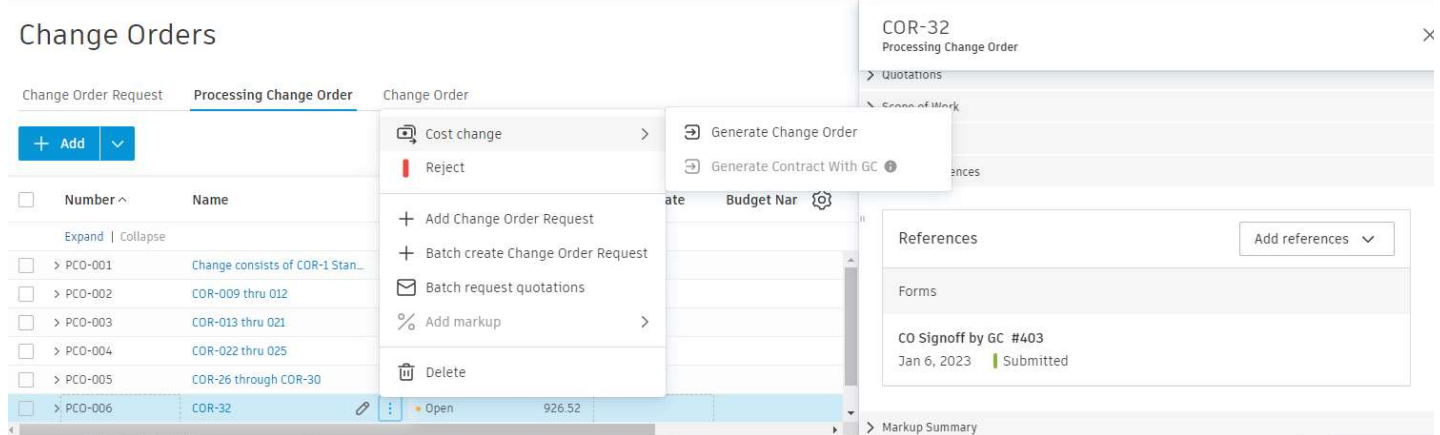 Change Orders
Change Order Request Processing Change Order Change Order
+ Add
Cost change
Reject
Add Change Order Request
Batch create Change Order Request
Batch request quotations
Add markup
Delete
Generate Change Order
Generate Contract With GC
Number Name ate Budget Nar
Expand | Collapse
PCO-001 Change consists of COR-1 Stan...
PCO-002 COR-009 thru 012
PCO-003 COR-013 thru 021
PCO-004 COR-022 thru 025
PCO-005 COR-26 through COR-30
PCO-006 COR-32 Open 926.52
COR-32
Processing Change Order
Quotations
Scope of Work
ences
References Add references
Forms
CO Signoff by GC #403
Jan 6, 2023 Submitted
Markup Summary